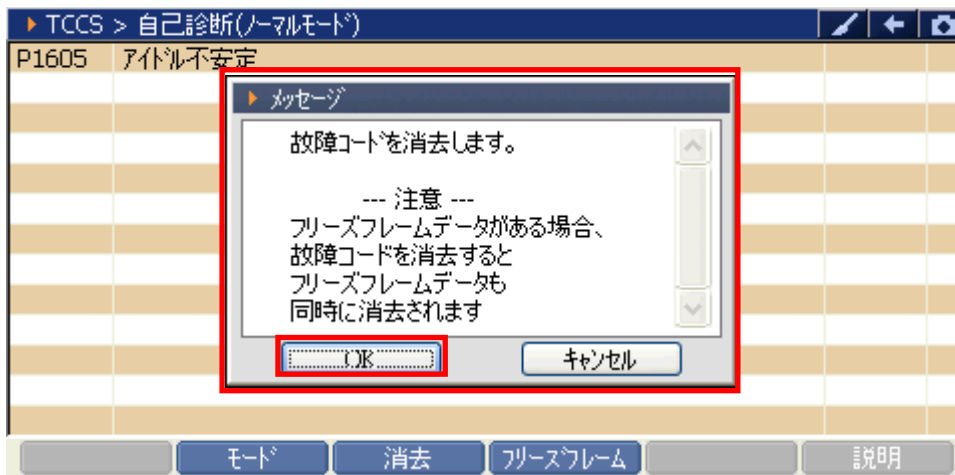 TCCS > 自己診断(ﾉｰﾏﾙﾓｰﾄﾞ)
P1605 ｱｲﾄﾞﾙ不安定
メッセージ
故障ｺｰﾄﾞを消去します。
--- 注意 ---
フリーズフレームデータがある場合、
故障コードを消去すると
フリーズフレームデータも
同時に消去されます
OK キャンセル
ﾓｰﾄﾞ 消去 ﾌﾘｰｽﾞﾌﾚｰﾑ 説明